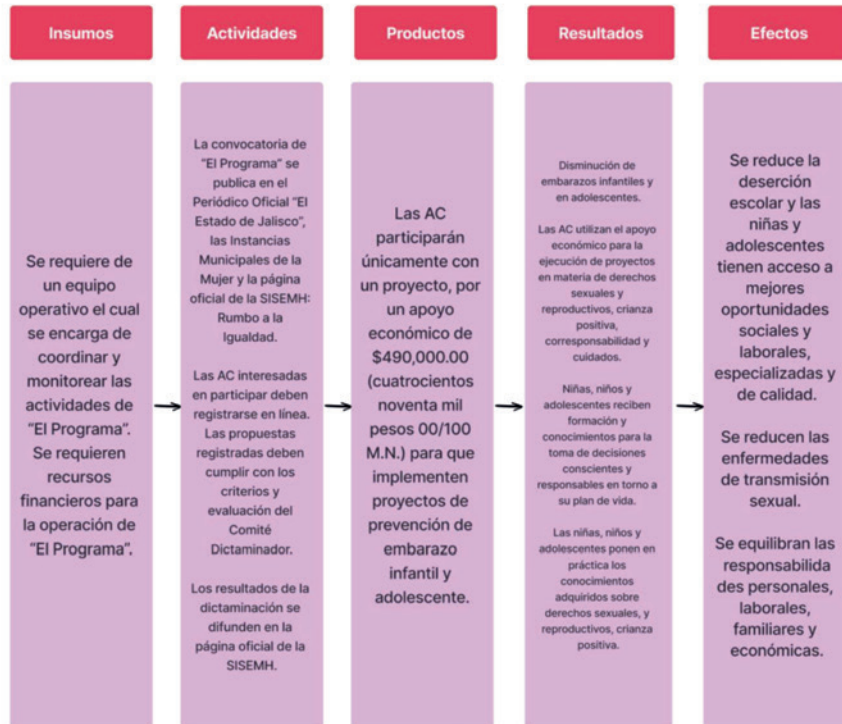 Insumos
Se requiere de
un equipo
operativo el cual
se encarga de
coordinar y
monitorear las
actividades de
"El Programa".
Se requieren
recursos
financieros para
la operación de
"El Programa".
Actividades
La convocatoria de
"El Programa" se
publica en el
Periódico Oficial "El
Estado de Jalisco",
las Instancias
Municipales de la
Mujer y la página
oficial de la SISEMH:
Rumbo a la
Igualdad.
Las AC interesadas
en participar deben
registrarse en línea.
Las propuestas
registradas deben
cumplir con los
criterios y
evaluación del
Comité
Dictaminador.
Los resultados de la
dictaminación se
difunden en la
página oficial de la
SISEMH.
Productos
Las AC
participarán
únicamente con
un proyecto, por
un apoyo
económico de
$490,000.00
(cuatrocientos
noventa mil
pesos 00/100
M.N.) para que
implementen
proyectos de
prevención de
embarazo
infantil y
adolescente.
Resultados
Disminución de
embarazos infantiles y
en adolescentes.
Las AC utilizan el apoyo
económico para la
ejecución de proyectos
en materia de derechos
sexuales y
reproductivos, crianza
positiva,
corresponsabilidad y
cuidados.
Niñas, niños y
adolescentes reciben
formación y
conocimientos para la
toma de decisiones
conscientes y
responsables en torno a
su plan de vida.
Las niñas, niños y
adolescentes ponen en
práctica los
conocimientos
adquiridos sobre
derechos sexuales, y
reproductivos, crianza
positiva.
Efectos
Se reduce la
deserción
escolar y las
niñas y
adolescentes
tienen acceso a
mejores
oportunidades
sociales y
laborales,
especializadas y
de calidad.
Se reducen las
enfermedades
de transmisión
sexual.
Se equilibran las
responsabilida
des personales,
laborales,
familiares y
económicas.